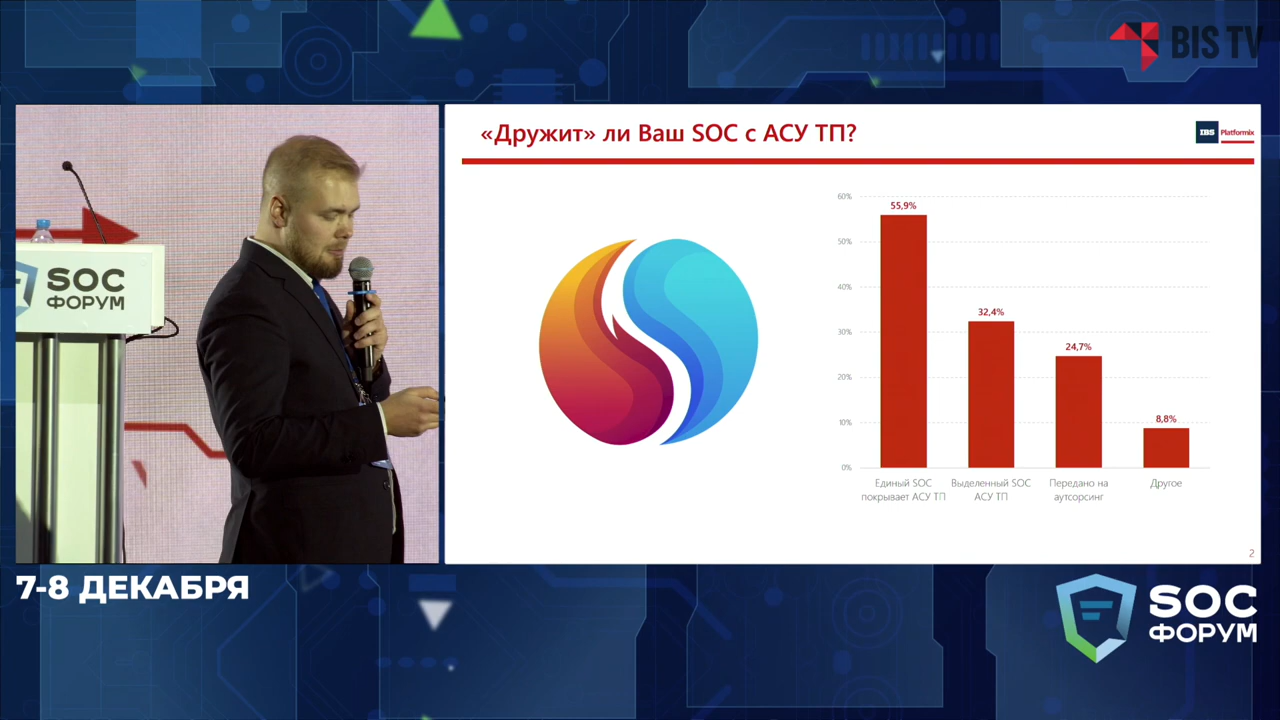 BIS TV
SOC
ФОРУМ
«Дружит» ли Ваш SOC с АСУ ТП?
IBS Platformix
60%
50%
40%
30%
20%
10%
0%
55,9%
32,4%
24,7%
8,8%
Единый SOC
покрывает АСУ ТП
Выделенный SOC
АСУ ТП
Передано на
аутсорсинг
Другое
2
7-8 ДЕКАБРЯ
SOC
ФОРУМ